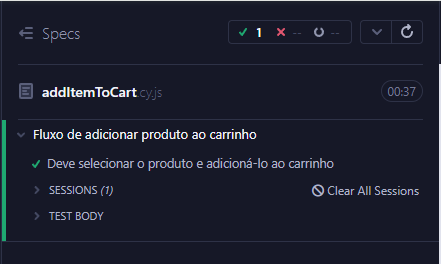 Specs
1 -- --
addItemToCart.cy.js 00:37
Fluxo de adicionar produto ao carrinho
Deve selecionar o produto e adicioná-lo ao carrinho
SESSIONS (1) Clear All Sessions
TEST BODY